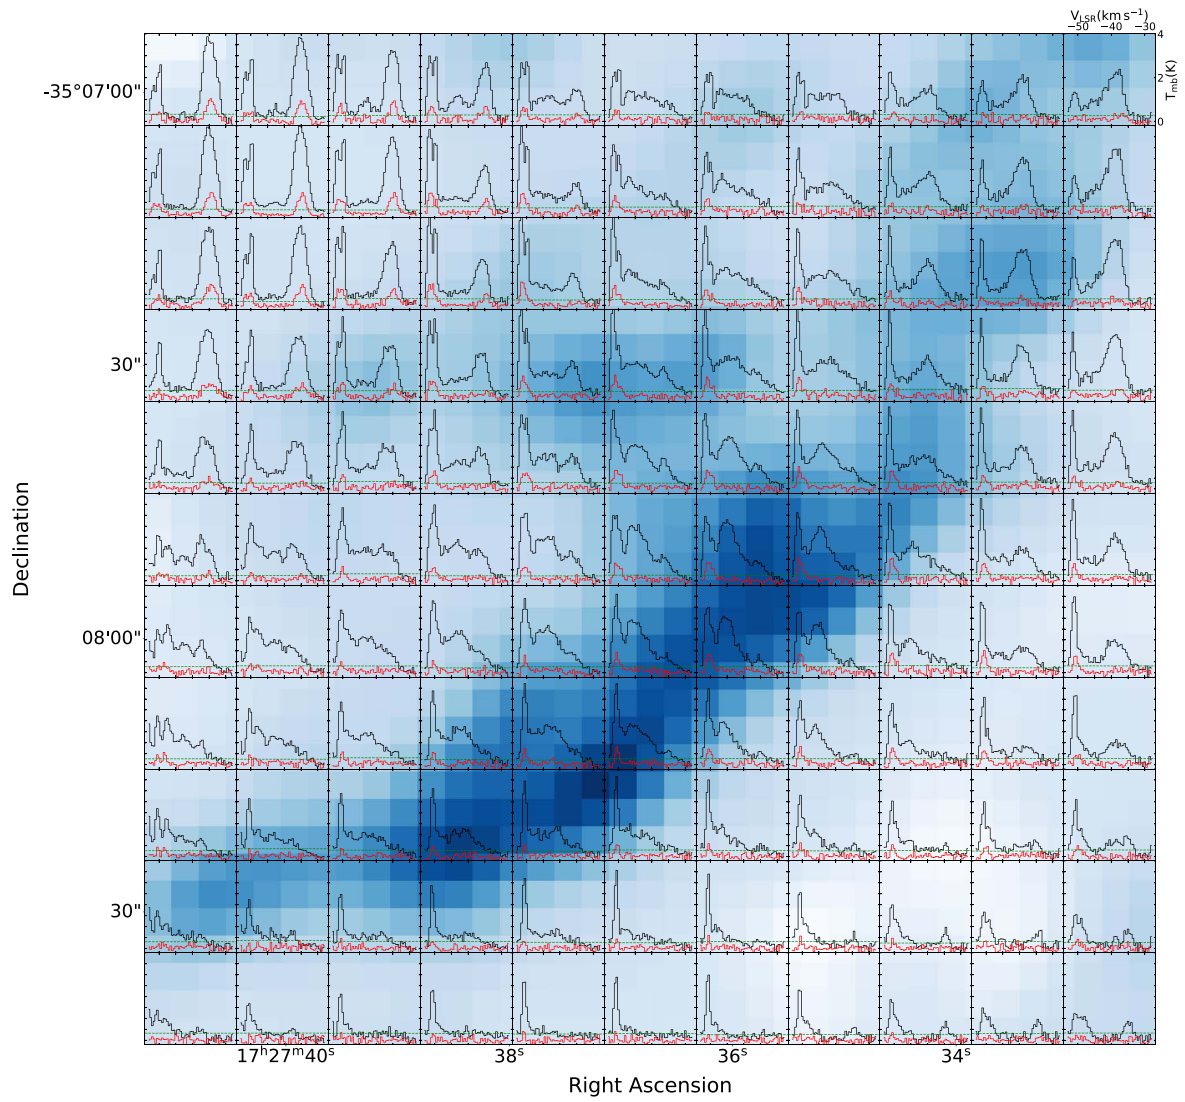 V_LSR(km s⁻¹)
−50 −40 −30
4
2
0
T_mb(K)
-35°07'00"
30"
08'00"
30"
Declination
17ʰ27ᵐ40ˢ 38ˢ 36ˢ 34ˢ
Right Ascension